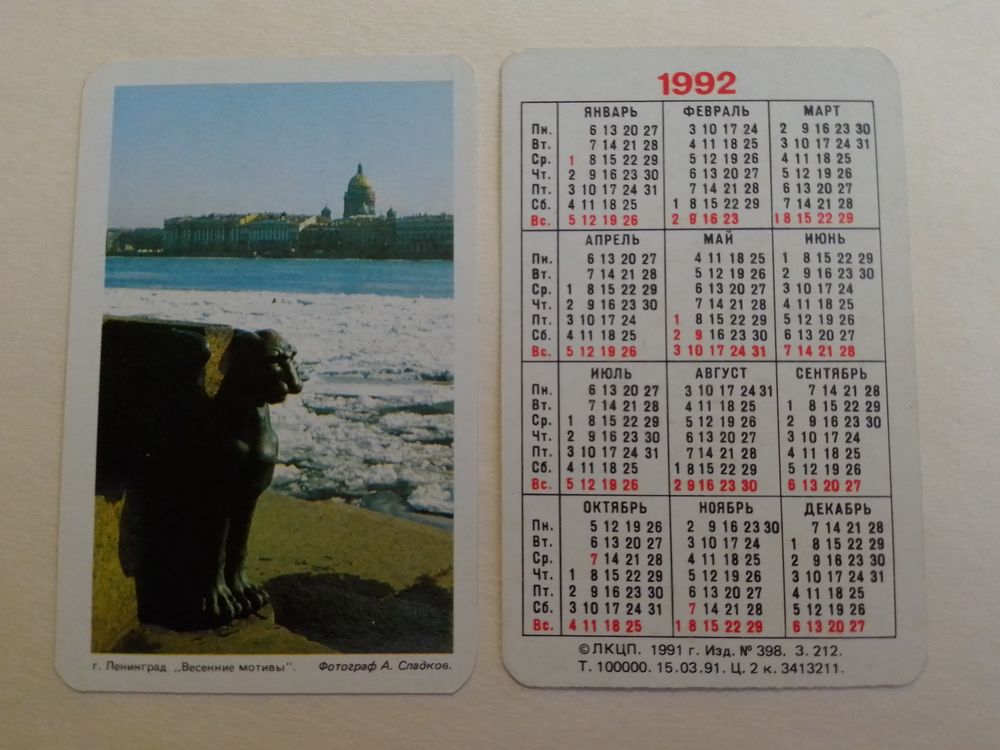 г. Ленинград „Весенние мотивы". Фотограф А. Сладков.
1992
ЯНВАРЬ ФЕВРАЛЬ МАРТ
Пн. 6 13 20 27 3 10 17 24 2 9 16 23 30
Вт. 7 14 21 28 4 11 18 25 3 10 17 24 31
Ср. 1 8 15 22 29 5 12 19 26 4 11 18 25
Чт. 2 9 16 23 30 6 13 20 27 5 12 19 26
Пт. 3 10 17 24 31 7 14 21 28 6 13 20 27
Сб. 4 11 18 25 1 8 15 22 29 7 14 21 28
Вс. 5 12 19 26 2 9 16 23 1 8 15 22 29
АПРЕЛЬ МАЙ ИЮНЬ
Пн. 6 13 20 27 4 11 18 25 1 8 15 22 29
Вт. 7 14 21 28 5 12 19 26 2 9 16 23 30
Ср. 1 8 15 22 29 6 13 20 27 3 10 17 24
Чт. 2 9 16 23 30 7 14 21 28 4 11 18 25
Пт. 3 10 17 24 1 8 15 22 29 5 12 19 26
Сб. 4 11 18 25 2 9 16 23 30 6 13 20 27
Вс. 5 12 19 26 3 10 17 24 31 7 14 21 28
ИЮЛЬ АВГУСТ СЕНТЯБРЬ
Пн. 6 13 20 27 3 10 17 24 31 7 14 21 28
Вт. 7 14 21 28 4 11 18 25 1 8 15 22 29
Ср. 1 8 15 22 29 5 12 19 26 2 9 16 23 30
Чт. 2 9 16 23 30 6 13 20 27 3 10 17 24
Пт. 3 10 17 24 31 7 14 21 28 4 11 18 25
Сб. 4 11 18 25 1 8 15 22 29 5 12 19 26
Вс. 5 12 19 26 2 9 16 23 30 6 13 20 27
ОКТЯБРЬ НОЯБРЬ ДЕКАБРЬ
Пн. 5 12 19 26 2 9 16 23 30 7 14 21 28
Вт. 6 13 20 27 3 10 17 24 1 8 15 22 29
Ср. 7 14 21 28 4 11 18 25 2 9 16 23 30
Чт. 1 8 15 22 29 5 12 19 26 3 10 17 24 31
Пт. 2 9 16 23 30 6 13 20 27 4 11 18 25
Сб. 3 10 17 24 31 7 14 21 28 5 12 19 26
Вс. 4 11 18 25 1 8 15 22 29 6 13 20 27
©ЛКЦП. 1991 г. Изд. № 398. З. 212.
Т. 100000. 15.03.91. Ц. 2 к. 3413211.